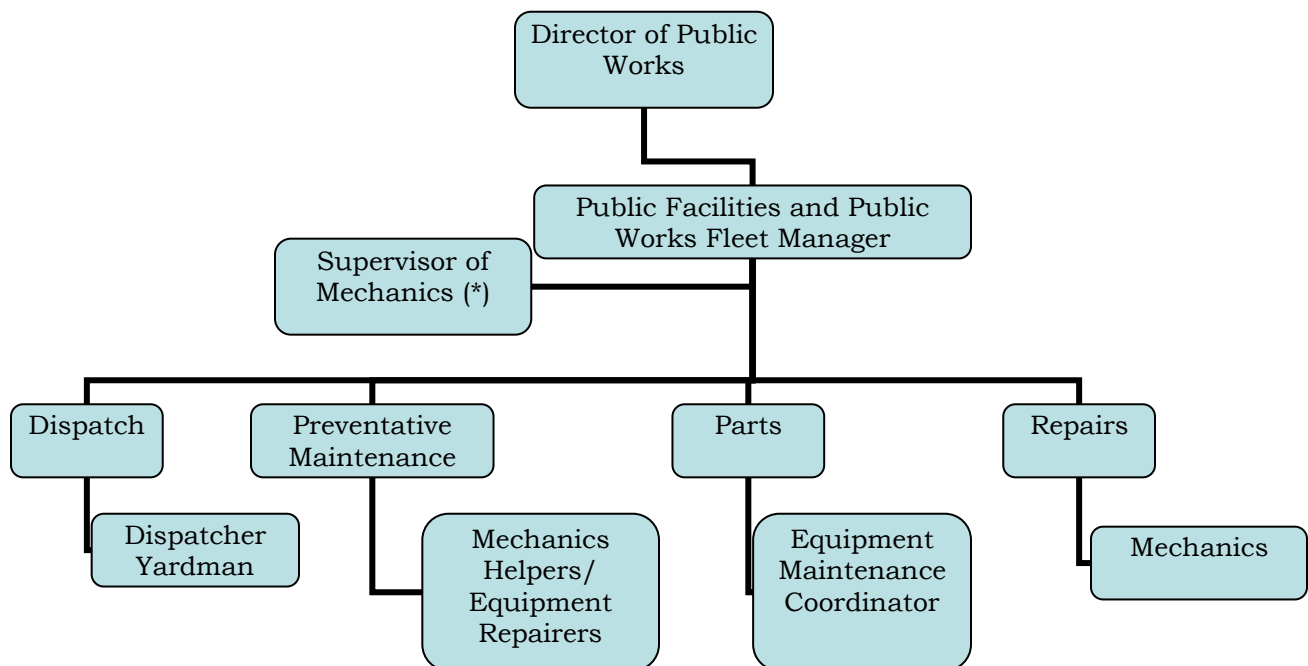 Director of Public
Works
Public Facilities and Public
Works Fleet Manager
Supervisor of
Mechanics (*)
Dispatch
Preventative
Maintenance
Parts
Repairs
Dispatcher
Yardman
Mechanics
Helpers/
Equipment
Repairers
Equipment
Maintenance
Coordinator
Mechanics